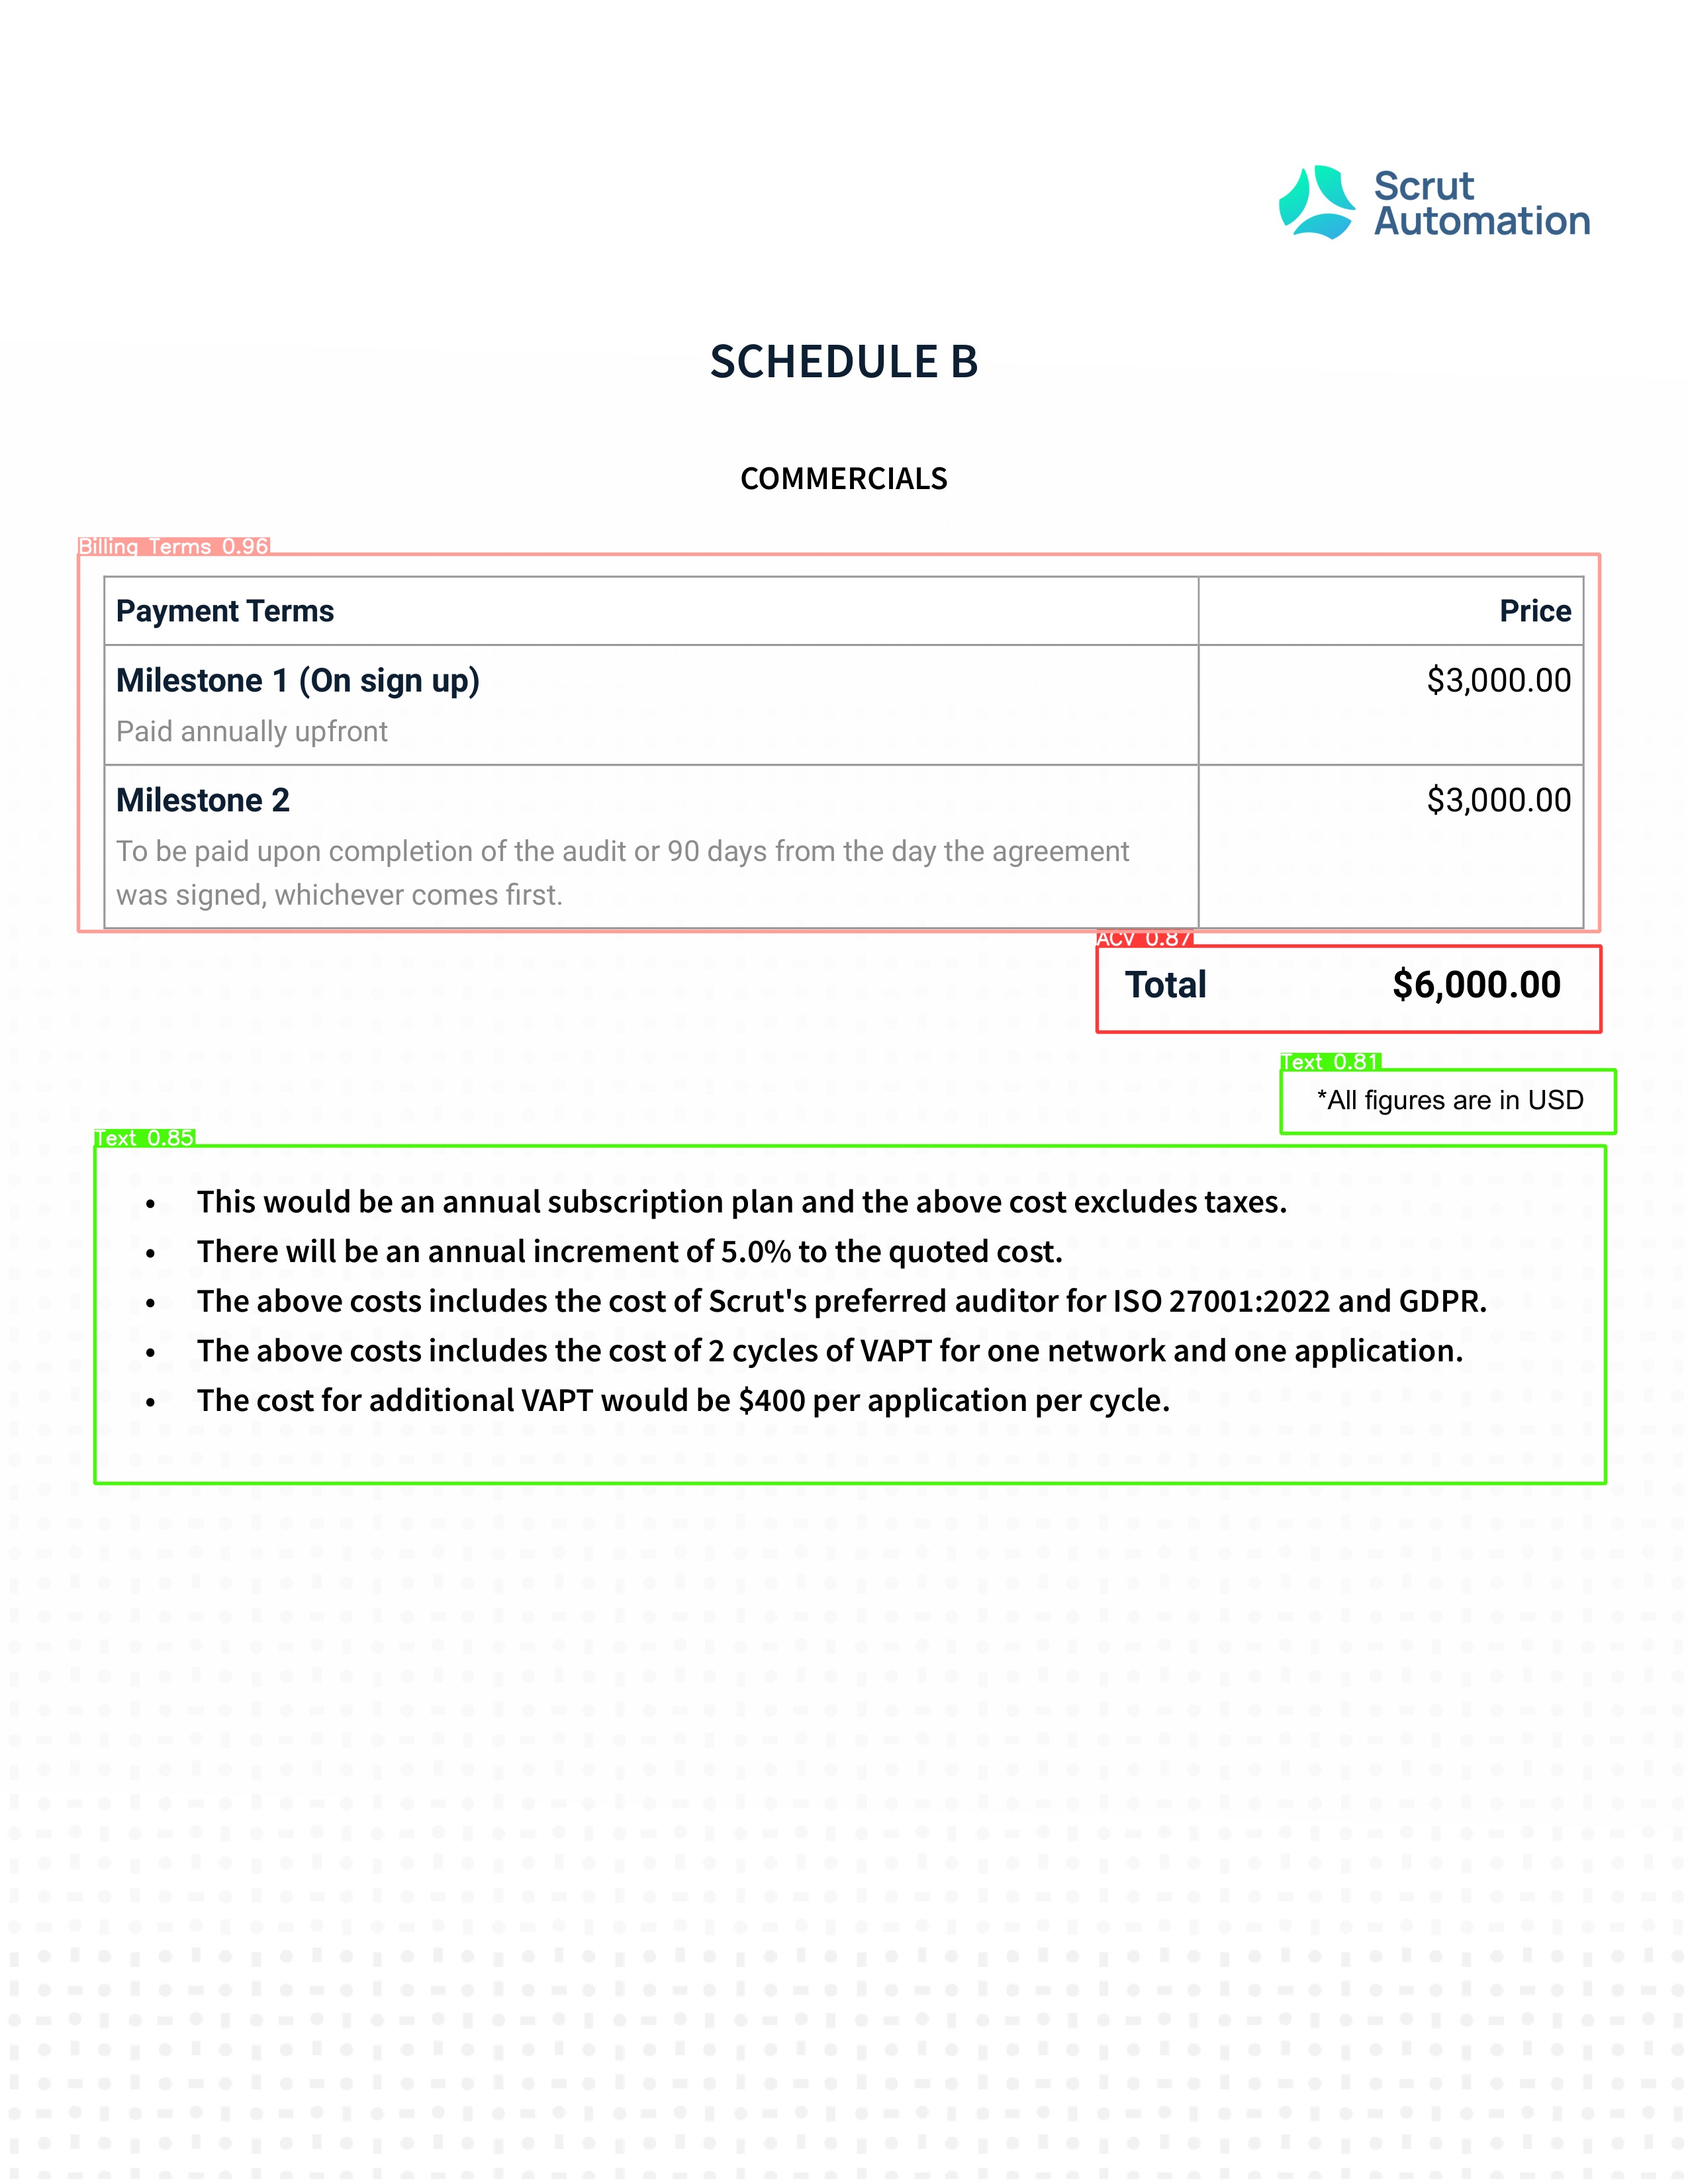 Scrut
Automation
SCHEDULE B
COMMERCIALS
Billing Terms 0.96
Payment Terms Price
Milestone 1 (On sign up) $3,000.00
Paid annually upfront
Milestone 2 $3,000.00
To be paid upon completion of the audit or 90 days from the day the agreement
was signed, whichever comes first.
ACV 0.87
Total $6,000.00
Text 0.81
*All figures are in USD
Text 0.85
• This would be an annual subscription plan and the above cost excludes taxes.
• There will be an annual increment of 5.0% to the quoted cost.
• The above costs includes the cost of Scrut's preferred auditor for ISO 27001:2022 and GDPR.
• The above costs includes the cost of 2 cycles of VAPT for one network and one application.
• The cost for additional VAPT would be $400 per application per cycle.